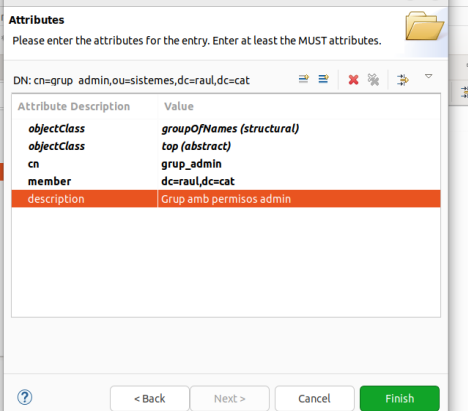 Attributes
Please enter the attributes for the entry. Enter at least the MUST attributes.
DN: cn=grup_admin,ou=sistemes,dc=raul,dc=cat
Attribute Description Value
objectClass groupOfNames (structural)
objectClass top (abstract)
cn grup_admin
member dc=raul,dc=cat
description Grup amb permisos admin
< Back Next > Cancel Finish